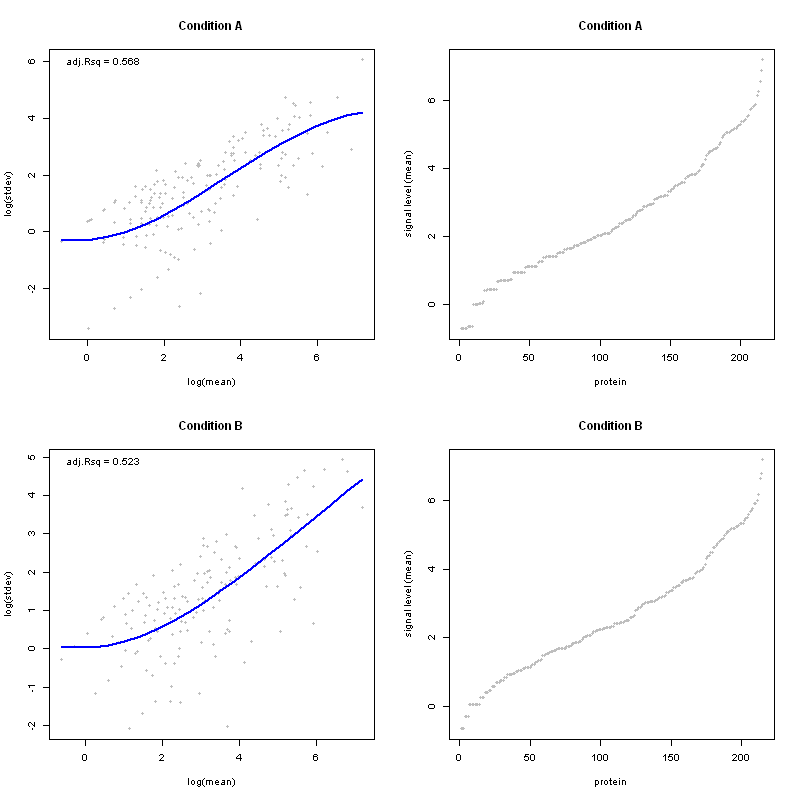 Condition A
adj.Rsq = 0.568
log(stdev)
6
4
2
0
-2
0 2 4 6
log(mean)
Condition A
signal level (mean)
6
4
2
0
0 50 100 150 200
protein
Condition B
adj.Rsq = 0.523
log(stdev)
5
4
3
2
1
0
-1
-2
0 2 4 6
log(mean)
Condition B
signal level (mean)
6
4
2
0
0 50 100 150 200
protein